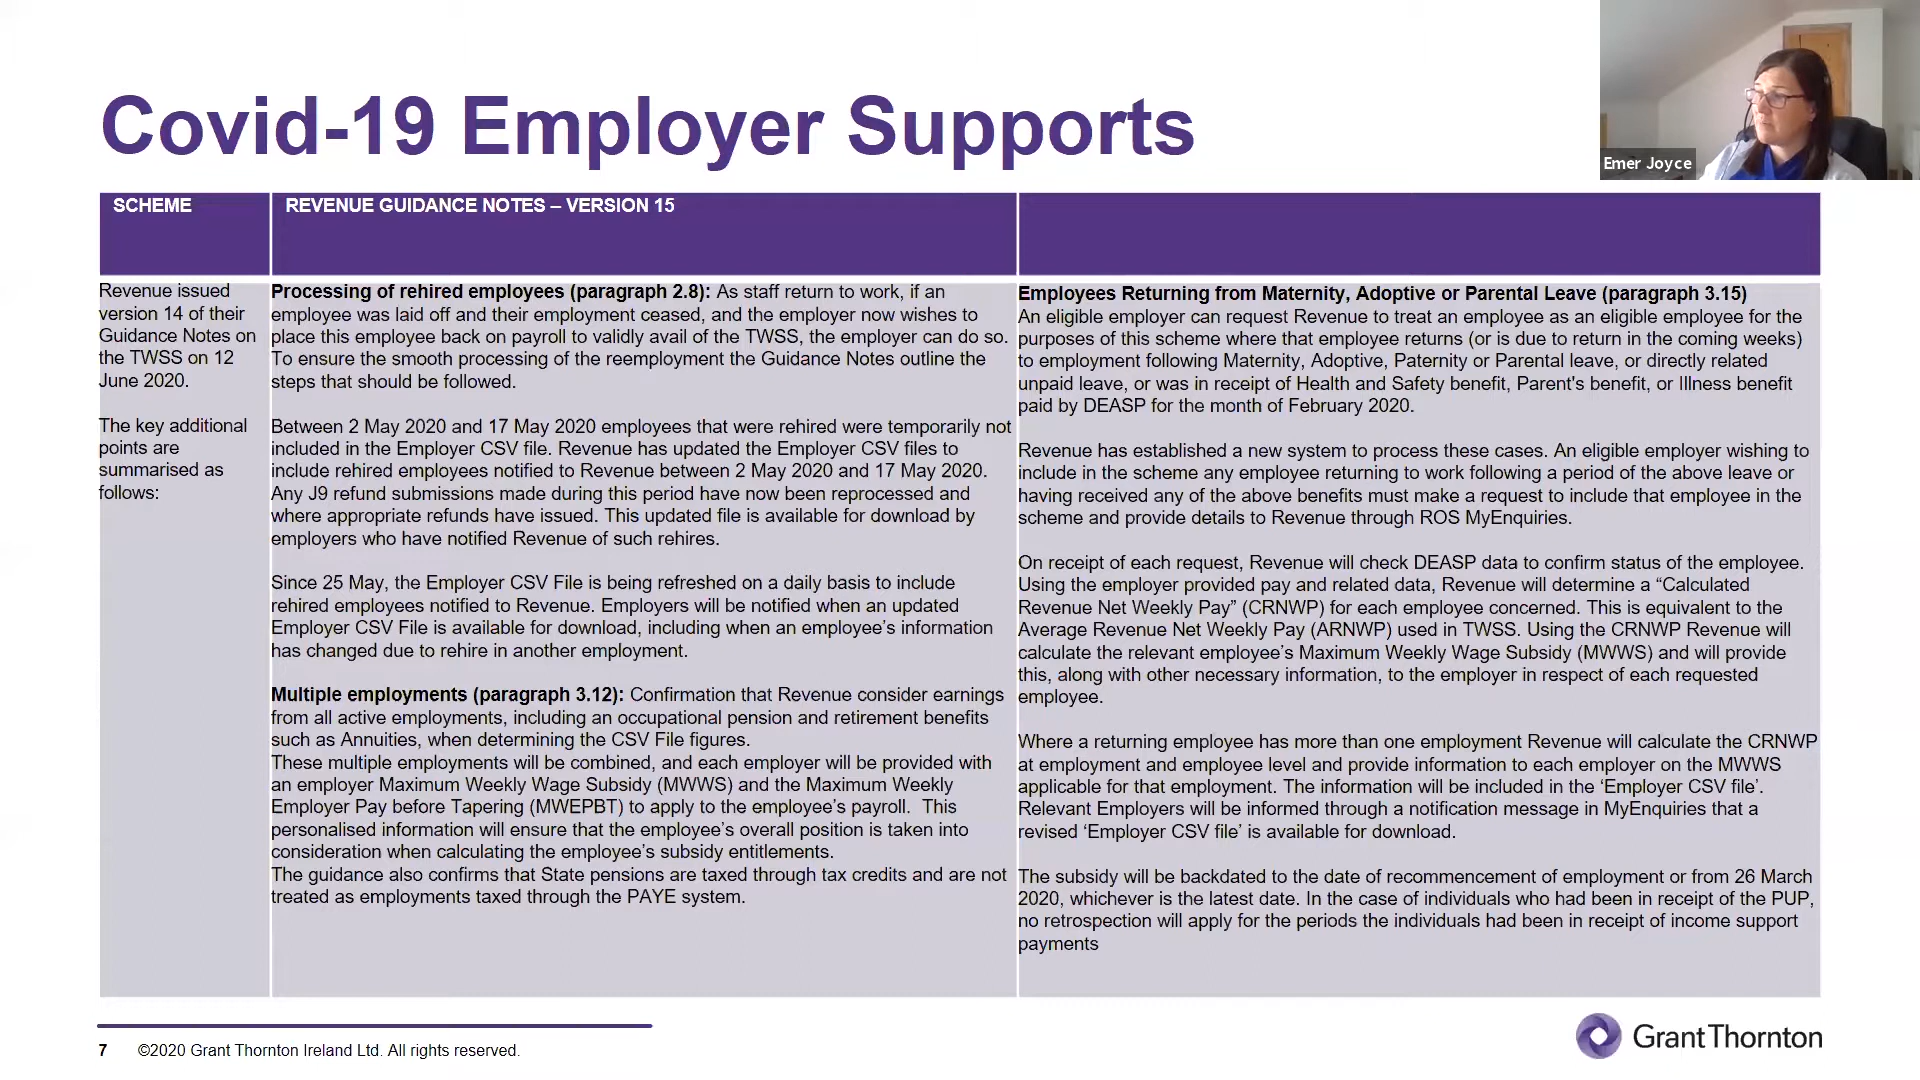 Covid-19 Employer Supports
Emer Joyce
SCHEME
REVENUE GUIDANCE NOTES – VERSION 15
Revenue issued
version 14 of their
Guidance Notes on
the TWSS on 12
June 2020.
The key additional
points are
summarised as
follows:
Processing of rehired employees (paragraph 2.8): As staff return to work, if an
employee was laid off and their employment ceased, and the employer now wishes to
place this employee back on payroll to validly avail of the TWSS, the employer can do so.
To ensure the smooth processing of the reemployment the Guidance Notes outline the
steps that should be followed.
Between 2 May 2020 and 17 May 2020 employees that were rehired were temporarily not
included in the Employer CSV file. Revenue has updated the Employer CSV files to
include rehired employees notified to Revenue between 2 May 2020 and 17 May 2020.
Any J9 refund submissions made during this period have now been reprocessed and
where appropriate refunds have issued. This updated file is available for download by
employers who have notified Revenue of such rehires.
Since 25 May, the Employer CSV File is being refreshed on a daily basis to include
rehired employees notified to Revenue. Employers will be notified when an updated
Employer CSV File is available for download, including when an employee’s information
has changed due to rehire in another employment.
Multiple employments (paragraph 3.12): Confirmation that Revenue consider earnings
from all active employments, including an occupational pension and retirement benefits
such as Annuities, when determining the CSV File figures.
These multiple employments will be combined, and each employer will be provided with
an employer Maximum Weekly Wage Subsidy (MWWS) and the Maximum Weekly
Employer Pay before Tapering (MWEPBT) to apply to the employee’s payroll. This
personalised information will ensure that the employee’s overall position is taken into
consideration when calculating the employee’s subsidy entitlements.
The guidance also confirms that State pensions are taxed through tax credits and are not
treated as employments taxed through the PAYE system.
Employees Returning from Maternity, Adoptive or Parental Leave (paragraph 3.15)
An eligible employer can request Revenue to treat an employee as an eligible employee for the
purposes of this scheme where that employee returns (or is due to return in the coming weeks)
to employment following Maternity, Adoptive, Paternity or Parental leave, or directly related
unpaid leave, or was in receipt of Health and Safety benefit, Parent's benefit, or Illness benefit
paid by DEASP for the month of February 2020.
Revenue has established a new system to process these cases. An eligible employer wishing to
include in the scheme any employee returning to work following a period of the above leave or
having received any of the above benefits must make a request to include that employee in the
scheme and provide details to Revenue through ROS MyEnquiries.
On receipt of each request, Revenue will check DEASP data to confirm status of the employee.
Using the employer provided pay and related data, Revenue will determine a “Calculated
Revenue Net Weekly Pay” (CRNWP) for each employee concerned. This is equivalent to the
Average Revenue Net Weekly Pay (ARNWP) used in TWSS. Using the CRNWP Revenue will
calculate the relevant employee’s Maximum Weekly Wage Subsidy (MWWS) and will provide
this, along with other necessary information, to the employer in respect of each requested
employee.
Where a returning employee has more than one employment Revenue will calculate the CRNWP
at employment and employee level and provide information to each employer on the MWWS
applicable for that employment. The information will be included in the ‘Employer CSV file’.
Relevant Employers will be informed through a notification message in MyEnquiries that a
revised ‘Employer CSV file’ is available for download.
The subsidy will be backdated to the date of recommencement of employment or from 26 March
2020, whichever is the latest date. In the case of individuals who had been in receipt of the PUP,
no retrospection will apply for the periods the individuals had been in receipt of income support
payments
7 ©2020 Grant Thornton Ireland Ltd. All rights reserved.
GrantThornton